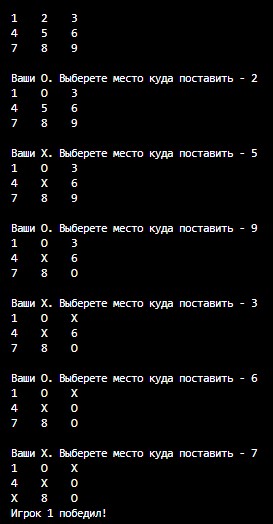 1 2 3
4 5 6
7 8 9
Ваши O. Выберете место куда поставить - 2
1 O 3
4 5 6
7 8 9
Ваши X. Выберете место куда поставить - 5
1 O 3
4 X 6
7 8 9
Ваши O. Выберете место куда поставить - 9
1 O 3
4 X 6
7 8 O
Ваши X. Выберете место куда поставить - 3
1 O X
4 X 6
7 8 O
Ваши O. Выберете место куда поставить - 6
1 O X
4 X O
7 8 O
Ваши X. Выберете место куда поставить - 7
1 O X
4 X O
X 8 O
Игрок 1 победил!